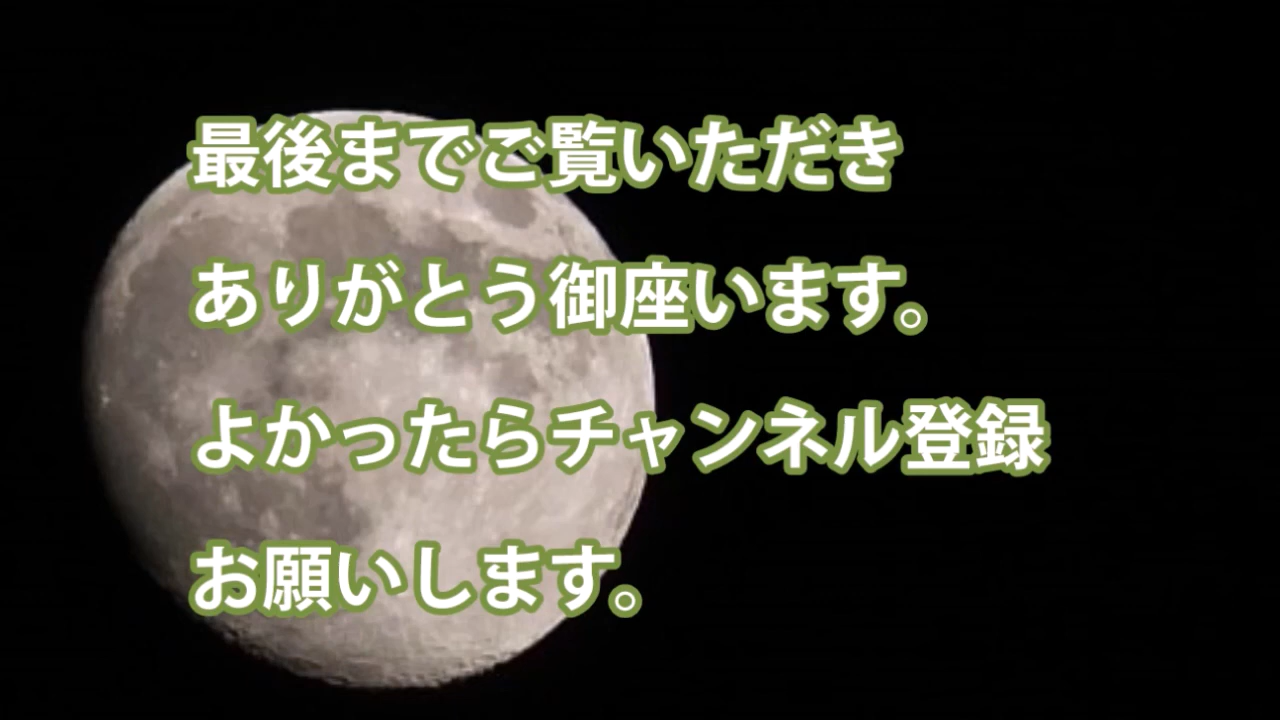 最後までご覧いただき
ありがとう御座います。
よかったらチャンネル登録
お願いします。